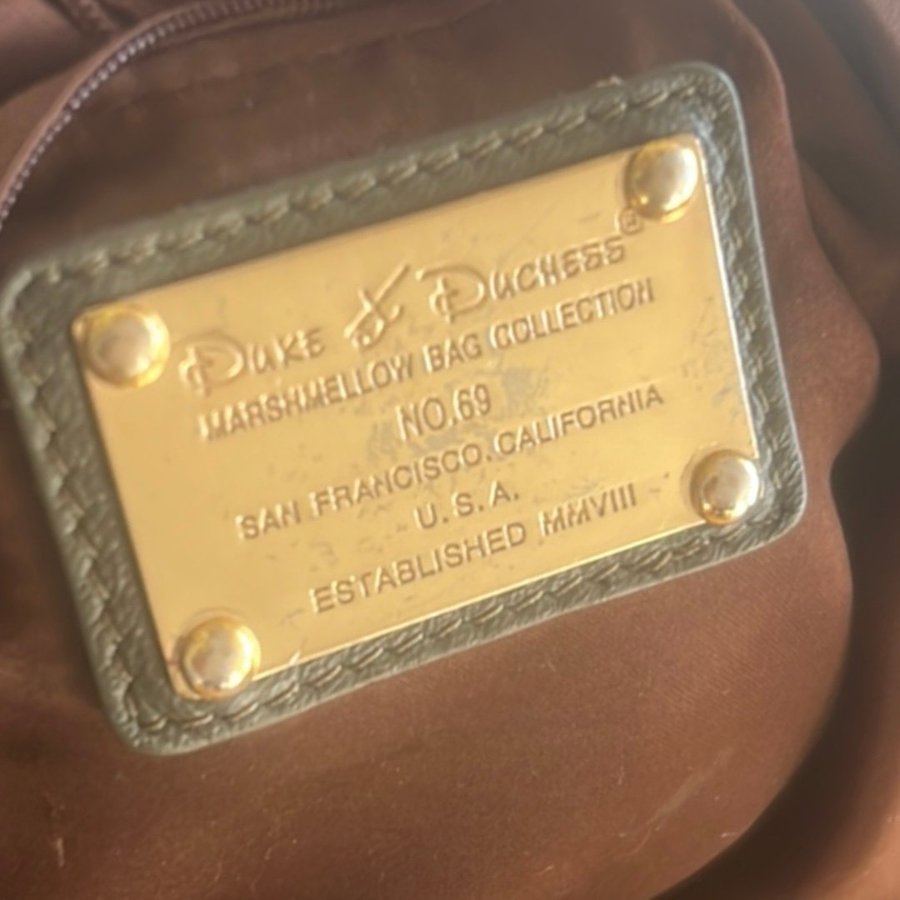 DUKE & DUCHESS®
MARSHMELLOW BAG COLLECTION
NO.69
SAN FRANCISCO.CALIFORNIA
U.S.A.
ESTABLISHED MMVIII